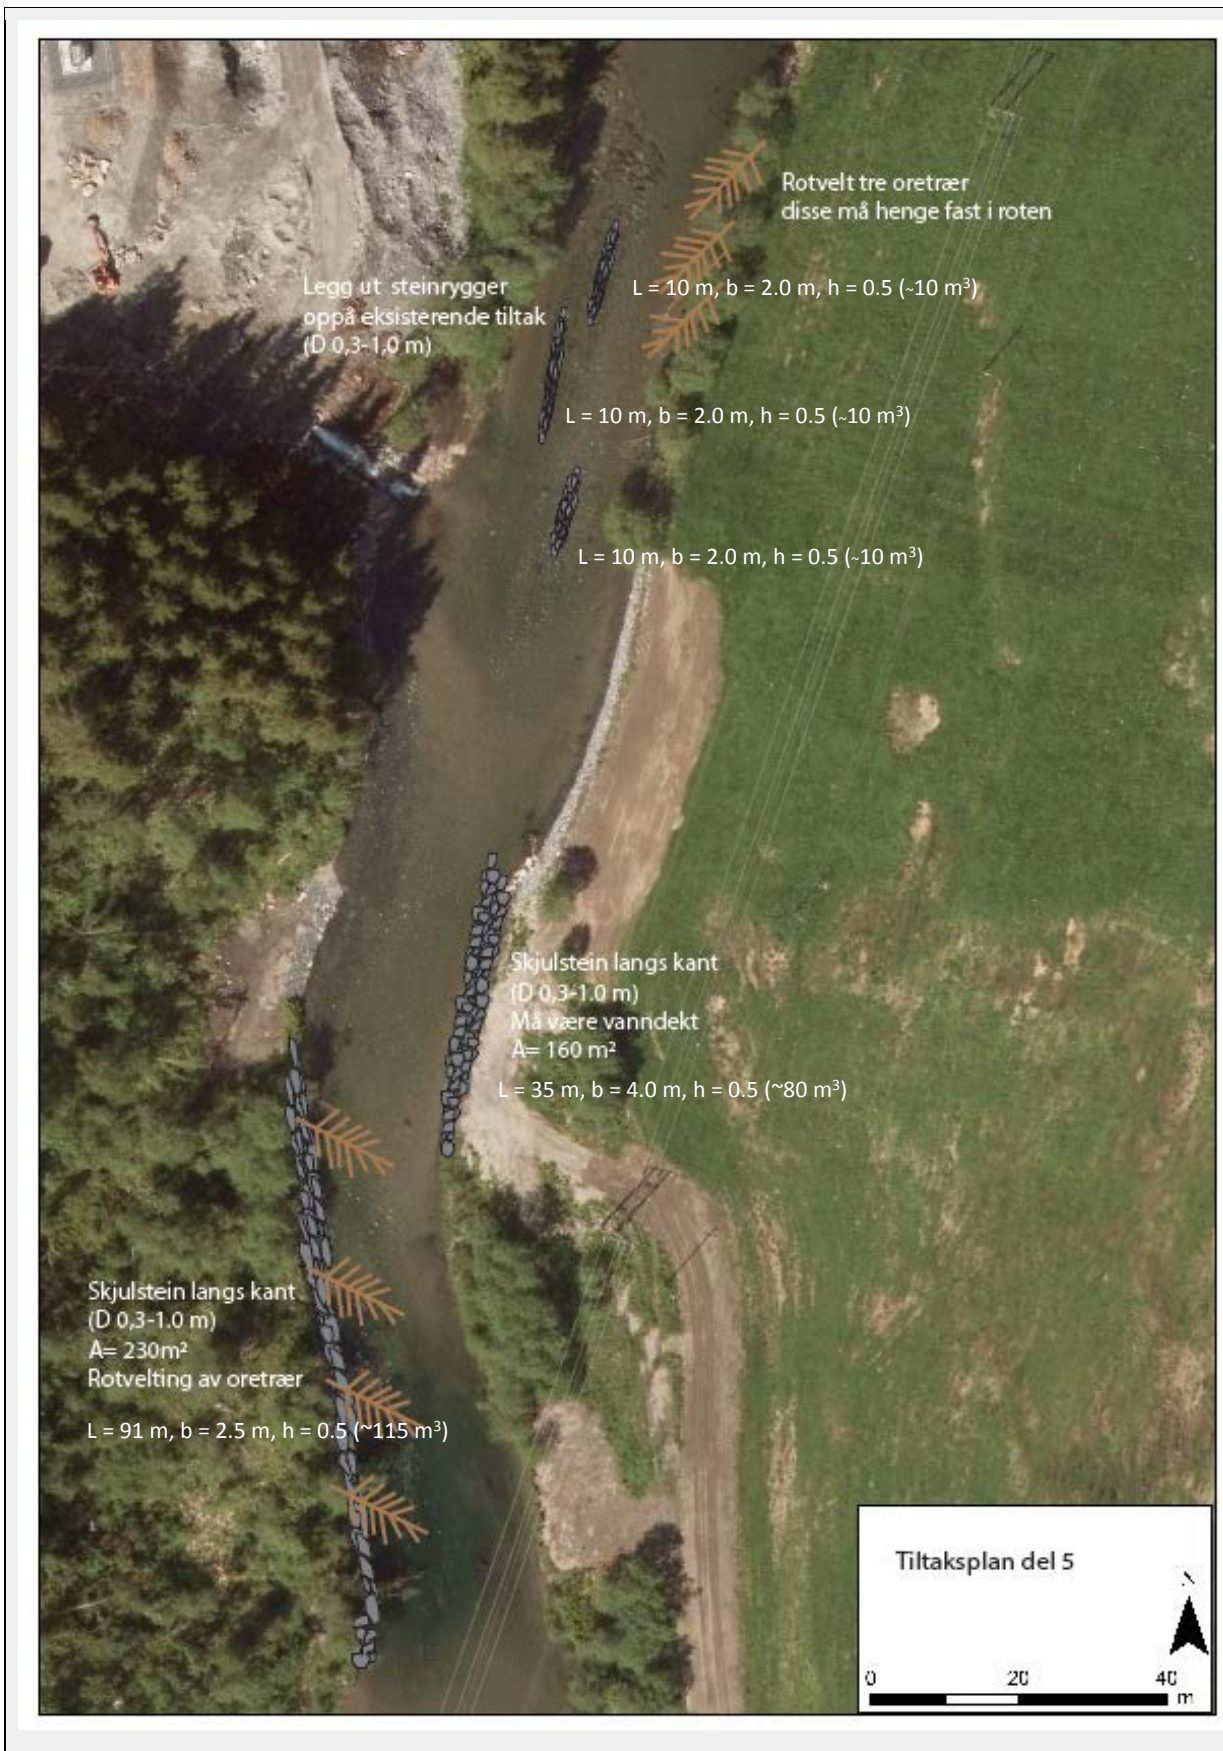 Rotvelt tre oretrær
disse må henge fast i roten
L = 10 m, b = 2.0 m, h = 0.5 (~10 m³)
Legg ut steinrygger
oppå eksisterende tiltak
(D 0,3-1,0 m)
L = 10 m, b = 2.0 m, h = 0.5 (~10 m³)
L = 10 m, b = 2.0 m, h = 0.5 (~10 m³)
Skjulstein langs kant
(D 0,3-1.0 m)
Må være vanndekt
A= 160 m²
L = 35 m, b = 4.0 m, h = 0.5 (~80 m³)
Skjulstein langs kant
(D 0,3-1.0 m)
A= 230m²
Rotvelting av oretrær
L = 91 m, b = 2.5 m, h = 0.5 (~115 m³)
Tiltaksplan del 5
N
0 20 40
m